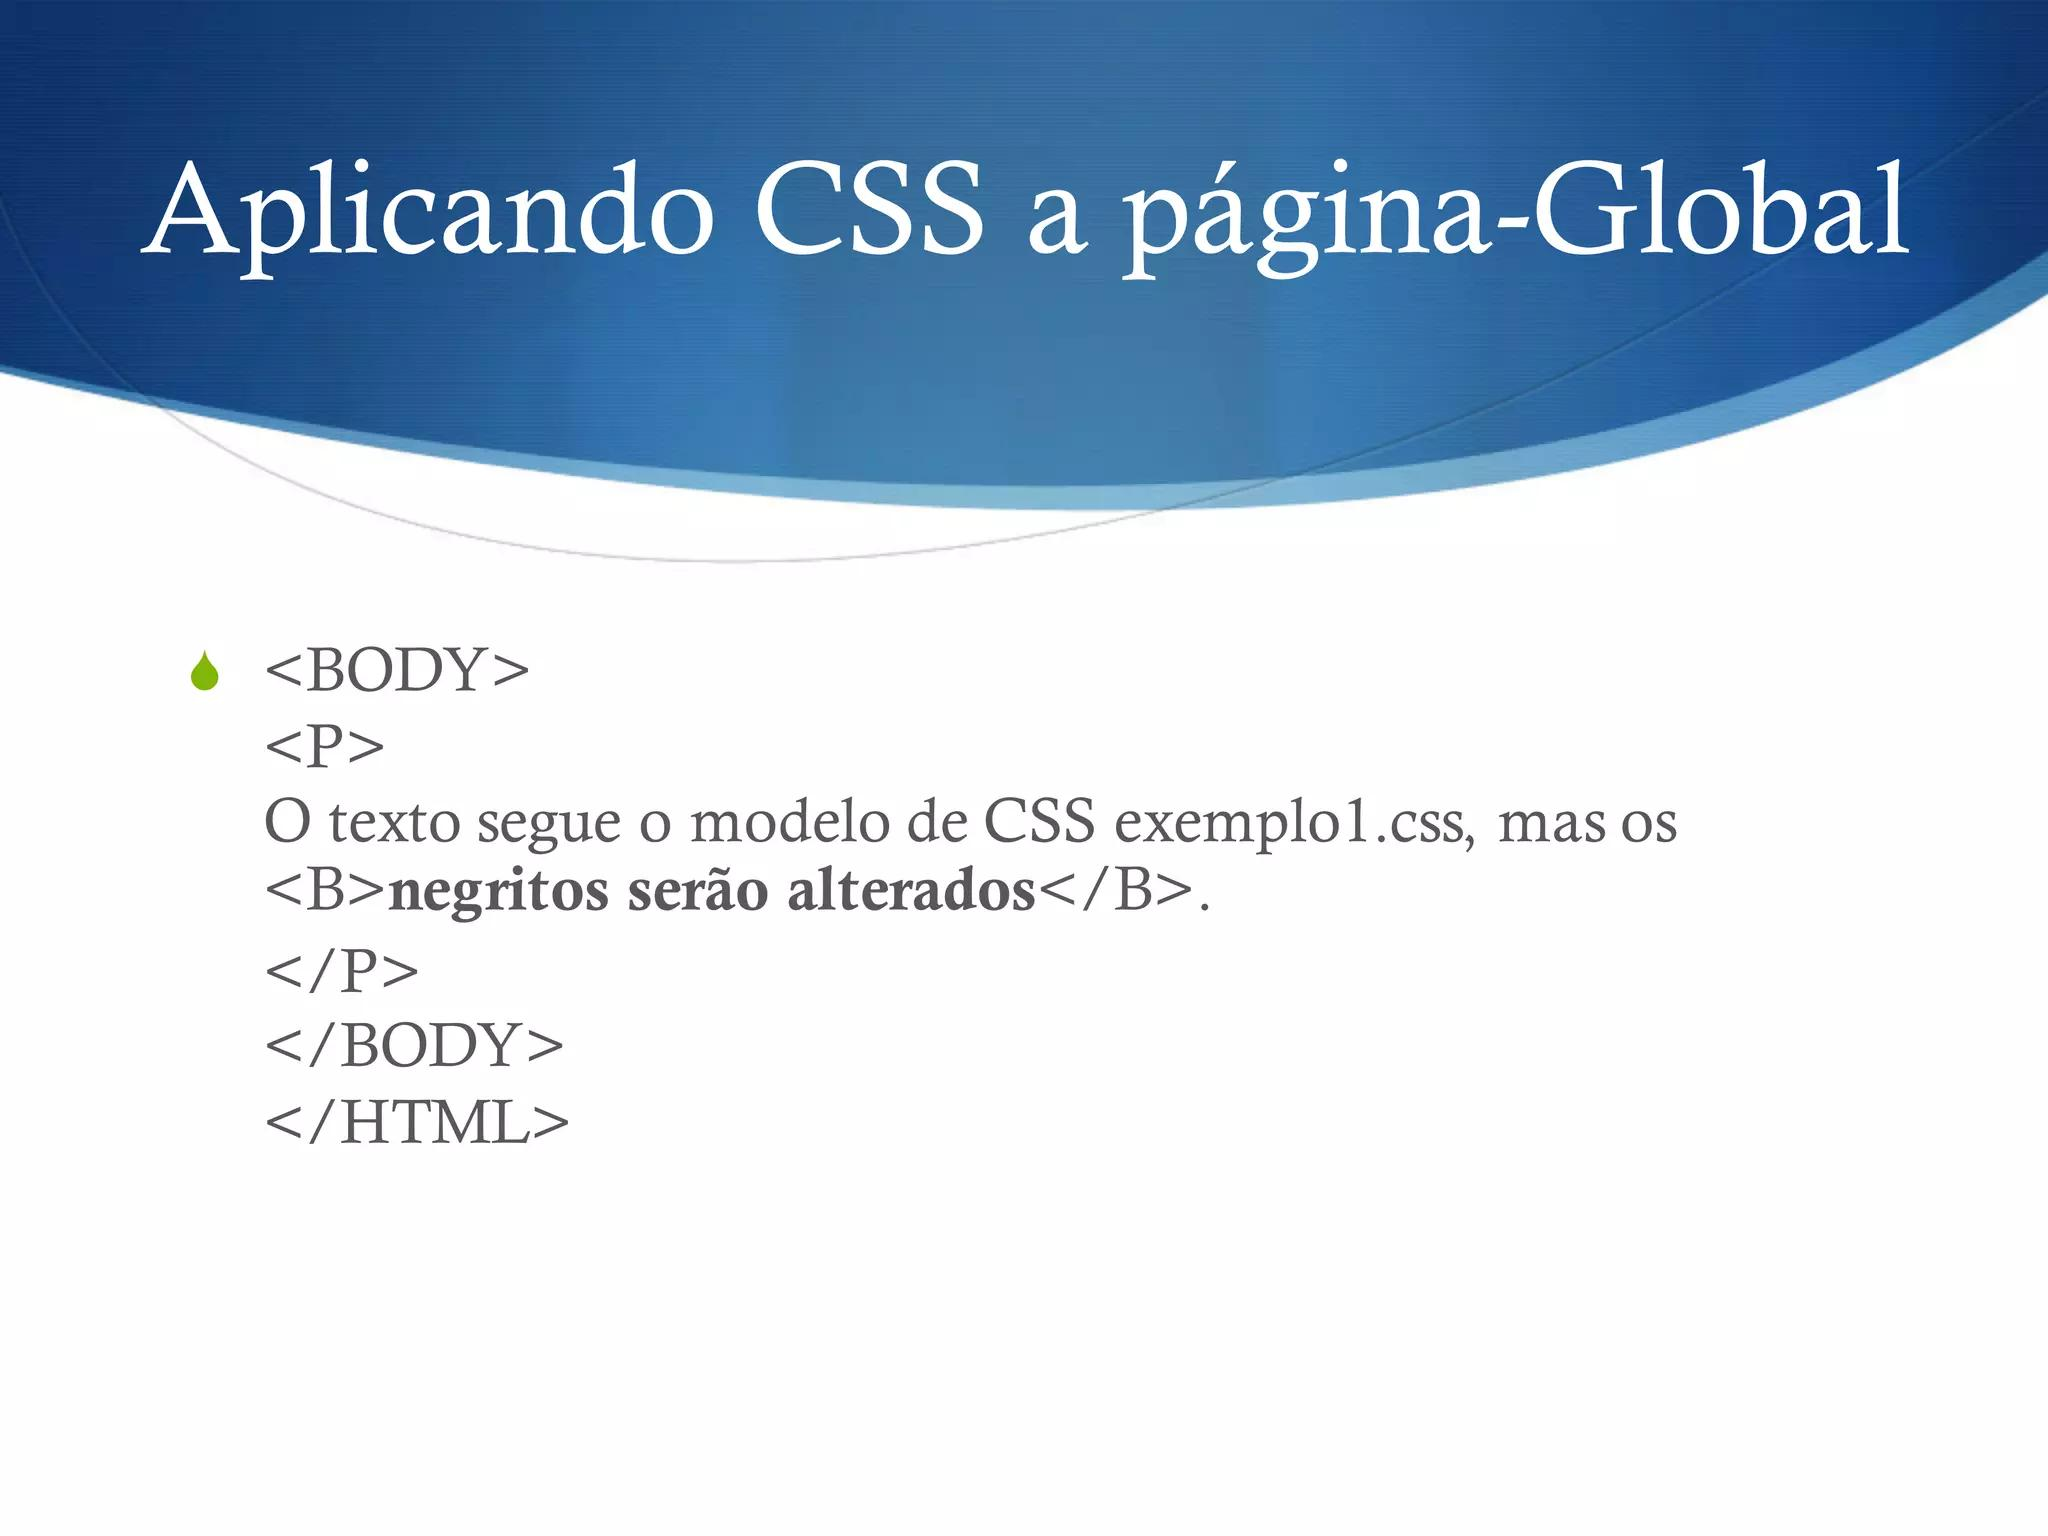 Aplicando CSS a página-Global
<BODY>
<P>
O texto segue o modelo de CSS exemplo1.css, mas os
<B>negritos serão alterados</B>.
</P>
</BODY>
</HTML>